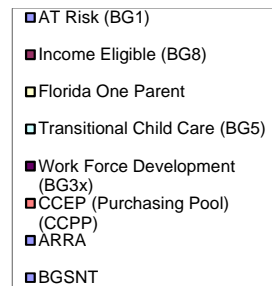 AT Risk (BG1)
Income Eligible (BG8)
Florida One Parent
Transitional Child Care (BG5)
Work Force Development
(BG3x)
CCEP (Purchasing Pool)
(CCPP)
ARRA
BGSNT